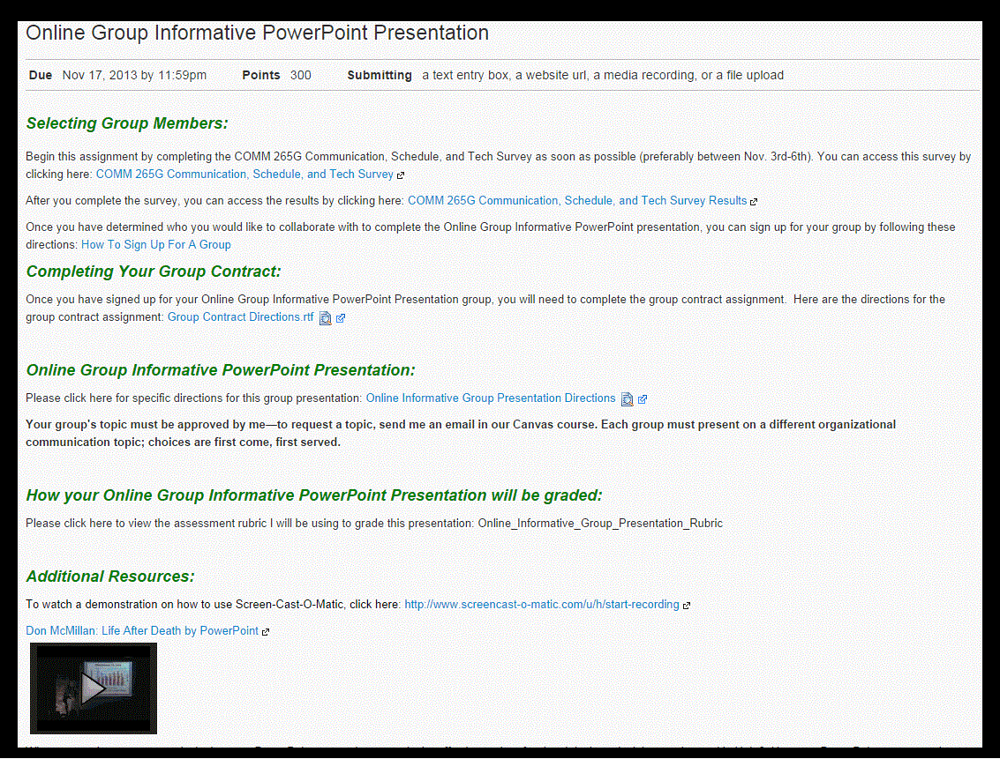 Online Group Informative PowerPoint Presentation
Due Nov 17, 2013 by 11:59pm Points 300 Submitting a text entry box, a website url, a media recording, or a file upload
Selecting Group Members:
Begin this assignment by completing the COMM 265G Communication, Schedule, and Tech Survey as soon as possible (preferably between Nov. 3rd-6th). You can access this survey by
clicking here: COMM 265G Communication, Schedule, and Tech Survey
After you complete the survey, you can access the results by clicking here: COMM 265G Communication, Schedule, and Tech Survey Results
Once you have determined who you would like to collaborate with to complete the Online Group Informative PowerPoint presentation, you can sign up for your group by following these
directions: How To Sign Up For A Group
Completing Your Group Contract:
Once you have signed up for your Online Group Informative PowerPoint Presentation group, you will need to complete the group contract assignment. Here are the directions for the
group contract assignment: Group Contract Directions.rtf
Online Group Informative PowerPoint Presentation:
Please click here for specific directions for this group presentation: Online Informative Group Presentation Directions
Your group's topic must be approved by me—to request a topic, send me an email in our Canvas course. Each group must present on a different organizational
communication topic; choices are first come, first served.
How your Online Group Informative PowerPoint Presentation will be graded:
Please click here to view the assessment rubric I will be using to grade this presentation: Online_Informative_Group_Presentation_Rubric
Additional Resources:
To watch a demonstration on how to use Screen-Cast-O-Matic, click here: http://www.screencast-o-matic.com/u/h/start-recording
Don McMillan: Life After Death by PowerPoint